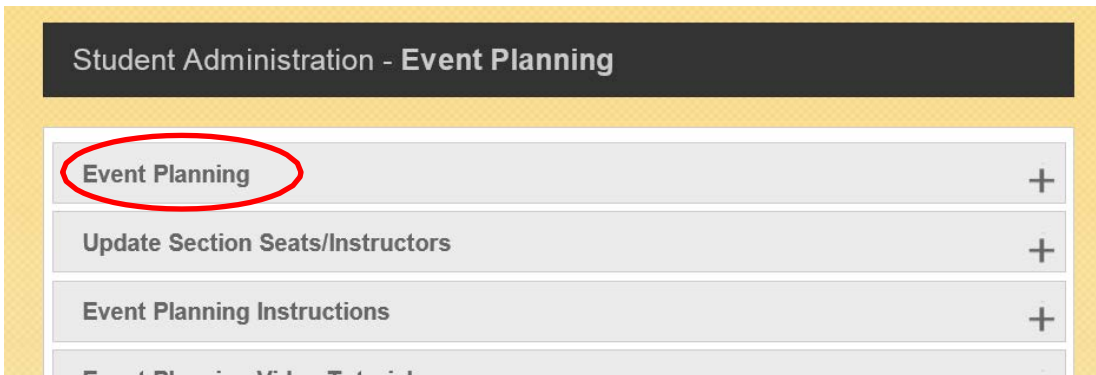 Student Administration - Event Planning
Event Planning
Update Section Seats/Instructors
Event Planning Instructions